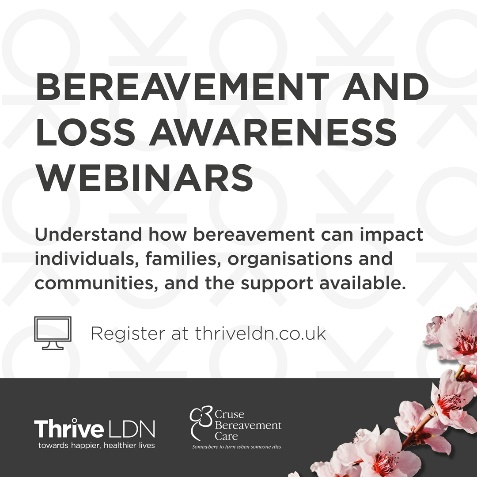 BEREAVEMENT AND
LOSS AWARENESS
WEBINARS
Understand how bereavement can impact
individuals, families, organisations and
communities, and the support available.
Register at thriveldn.co.uk
Thrive LDN
towards happier, healthier lives
Cruse
Bereavement
Care
Somewhere to turn when someone dies